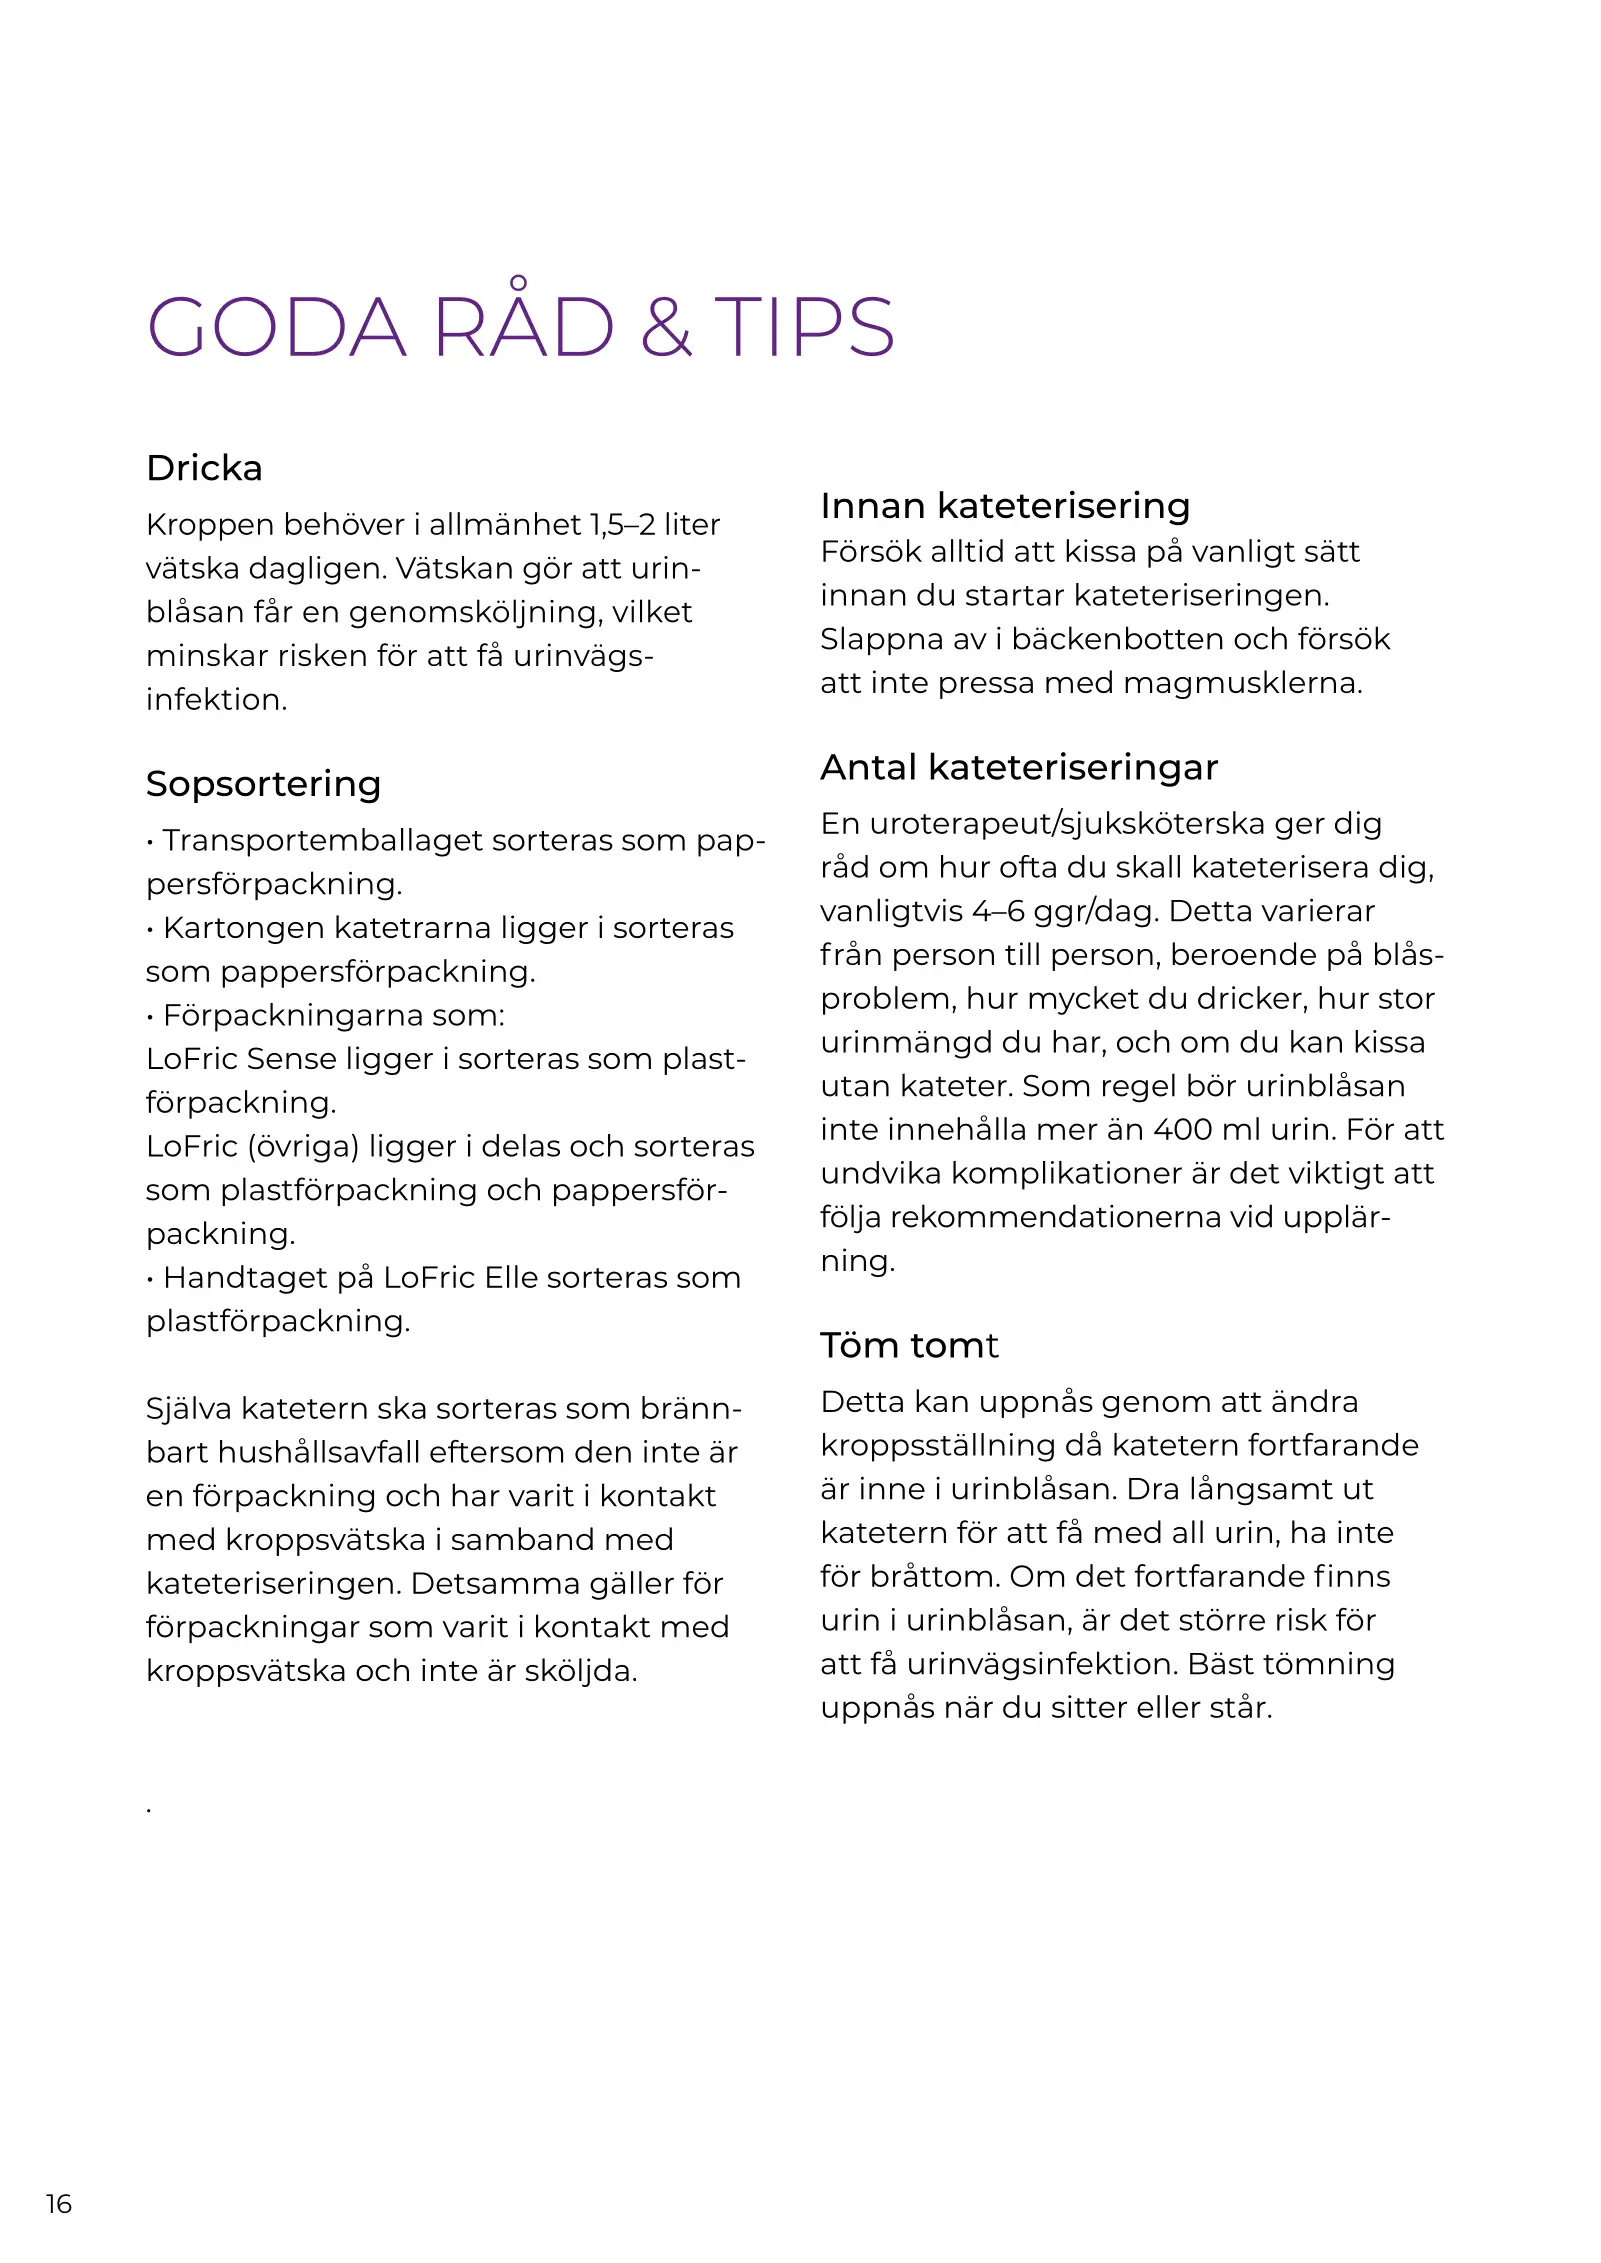 GODA RÅD & TIPS
Dricka
Kroppen behöver i allmänhet 1,5–2 liter
vätska dagligen. Vätskan gör att urin-
blåsan får en genomsköljning, vilket
minskar risken för att få urinvägs-
infektion.
Sopsortering
• Transportemballaget sorteras som pap-
persförpackning.
• Kartongen katetrarna ligger i sorteras
som pappersförpackning.
• Förpackningarna som:
LoFric Sense ligger i sorteras som plast-
förpackning.
LoFric (övriga) ligger i delas och sorteras
som plastförpackning och pappersför-
packning.
• Handtaget på LoFric Elle sorteras som
plastförpackning.
Själva katetern ska sorteras som bränn-
bart hushållsavfall eftersom den inte är
en förpackning och har varit i kontakt
med kroppsvätska i samband med
kateteriseringen. Detsamma gäller för
förpackningar som varit i kontakt med
kroppsvätska och inte är sköljda.
.
Innan kateterisering
Försök alltid att kissa på vanligt sätt
innan du startar kateteriseringen.
Slappna av i bäckenbotten och försök
att inte pressa med magmusklerna.
Antal kateteriseringar
En uroterapeut/sjuksköterska ger dig
råd om hur ofta du skall kateterisera dig,
vanligtvis 4–6 ggr/dag. Detta varierar
från person till person, beroende på blås-
problem, hur mycket du dricker, hur stor
urinmängd du har, och om du kan kissa
utan kateter. Som regel bör urinblåsan
inte innehålla mer än 400 ml urin. För att
undvika komplikationer är det viktigt att
följa rekommendationerna vid upplär-
ning.
Töm tomt
Detta kan uppnås genom att ändra
kroppsställning då katetern fortfarande
är inne i urinblåsan. Dra långsamt ut
katetern för att få med all urin, ha inte
för bråttom. Om det fortfarande finns
urin i urinblåsan, är det större risk för
att få urinvägsinfektion. Bäst tömning
uppnås när du sitter eller står.
16